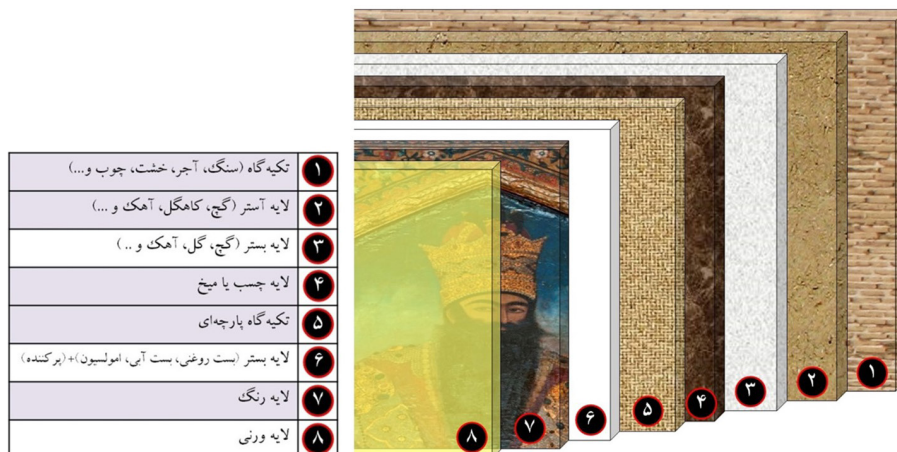 ۱ تکیه‌گاه (سنگ، آجر، خشت، چوب و...)
۲ لایه آستر (گچ، کاهگل، آهک و ...)
۳ لایه بستر (گچ، گل، آهک و ..)
۴ لایه چسب یا میخ
۵ تکیه‌گاه پارچه‌ای
۶ لایه بستر (بست روغنی، بست آبی، امولسیون)+(پرکننده)
۷ لایه رنگ
۸ لایه ورنی
۱ ۲ ۳ ۴ ۵ ۶ ۷ ۸